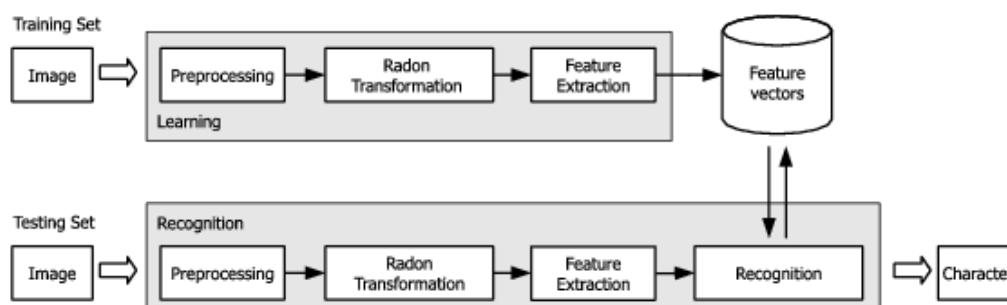 Training Set
Image
Preprocessing
Radon
Transformation
Feature
Extraction
Learning
Feature
vectors
Testing Set
Recognition
Image
Preprocessing
Radon
Transformation
Feature
Extraction
Recognition
Characte